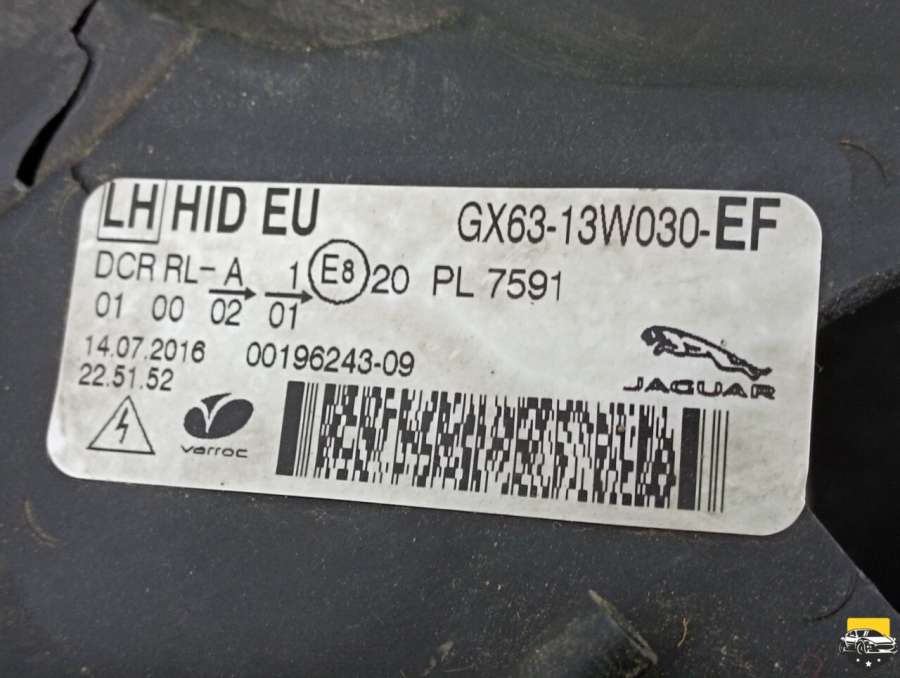 LH HID EU GX63-13W030-EF
DCR RL- A 1 E8 20 PL 7591
01 00 02 01
14.07.2016 00196243-09
22.51.52
JAGUAR
varroc